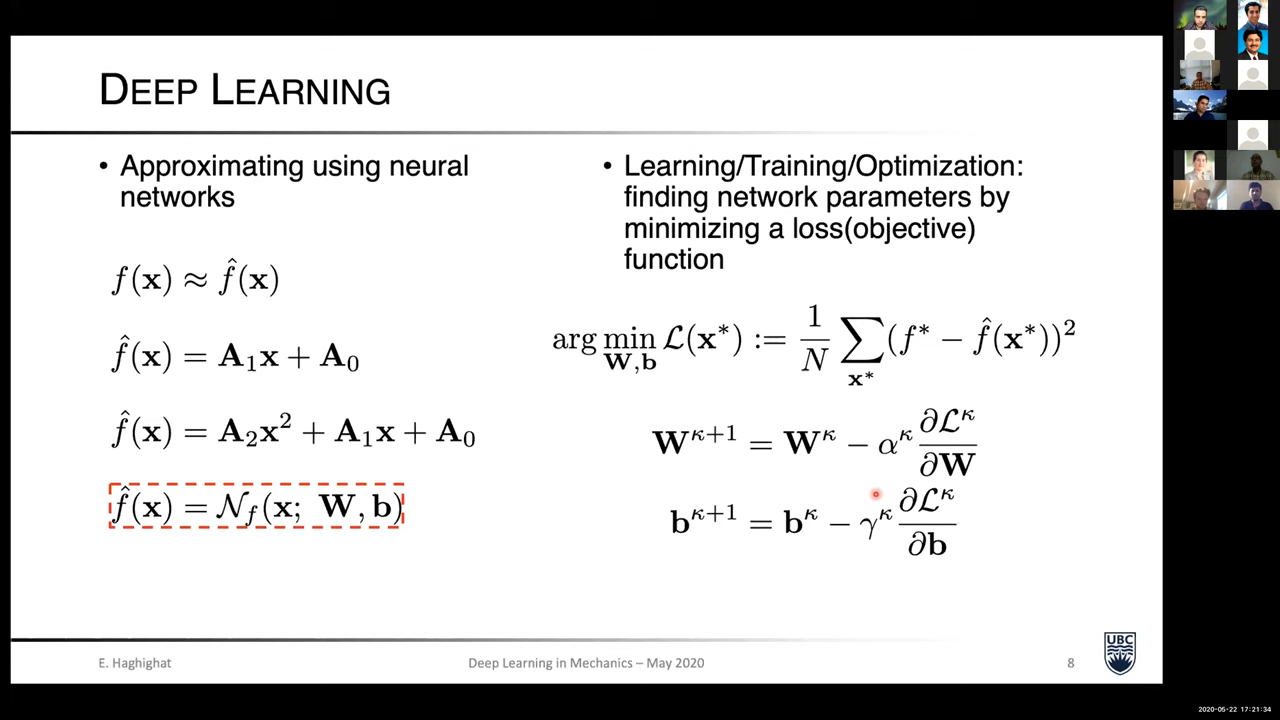 DEEP LEARNING
• Approximating using neural
networks
f(x) ≈ f̂(x)
f̂(x) = A₁x + A₀
f̂(x) = A₂x² + A₁x + A₀
f̂(x) = 𝒩_f(x; W, b)
• Learning/Training/Optimization:
finding network parameters by
minimizing a loss(objective)
function
arg min_{W,b} ℒ(x*) := 1/N ∑_{x*} (f* − f̂(x*))²
W^{κ+1} = W^κ − α^κ ∂ℒ^κ/∂W
b^{κ+1} = b^κ − γ^κ ∂ℒ^κ/∂b
E. Haghighat
Deep Learning in Mechanics – May 2020
8
UBC
2020-05-22 17:21:34